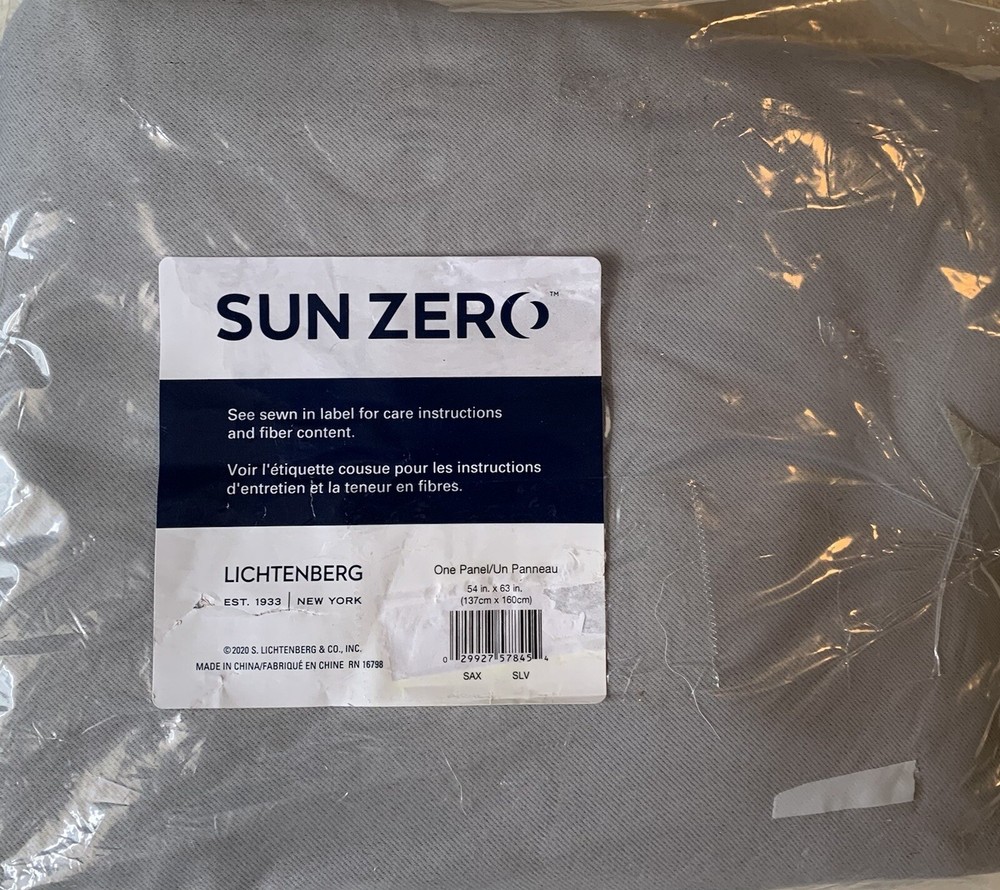 SUN ZERO™
See sewn in label for care instructions
and fiber content.
Voir l'étiquette cousue pour les instructions
d'entretien et la teneur en fibres.
LICHTENBERG
EST. 1933 | NEW YORK
©2020 S. LICHTENBERG & CO., INC.
MADE IN CHINA/FABRIQUÉ EN CHINE RN 16798
One Panel/Un Panneau
54 in. x 63 in.
(137cm x 160cm)
0 29927 57845 4
SAX SLV